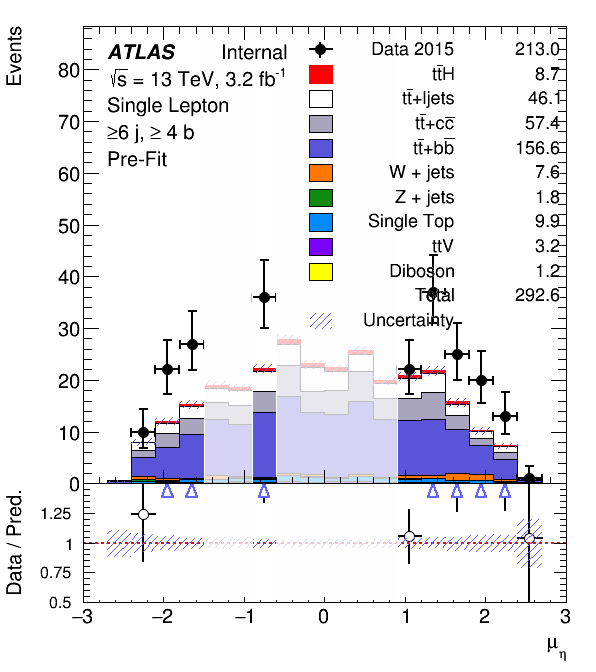 Events
ATLAS Internal
√s = 13 TeV, 3.2 fb⁻¹
Single Lepton
≥6 j, ≥ 4 b
Pre-Fit
Data 2015 213.0
tt̄H 8.7
tt̄+ljets 46.1
tt̄+cc̄ 57.4
tt̄+bb̄ 156.6
W + jets 7.6
Z + jets 1.8
Single Top 9.9
tt̄V 3.2
Diboson 1.2
Total 292.6
Uncertainty
80
70
60
50
40
30
20
10
0
Data / Pred.
1.25
1
0.75
0.5
−3 −2 −1 0 1 2 3
μ_η